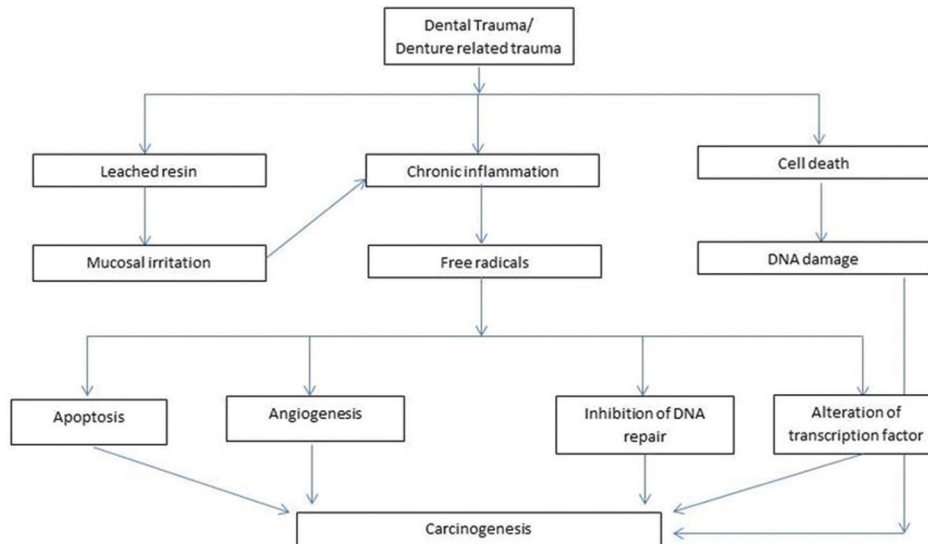 Dental Trauma/
Denture related trauma
Leached resin
Chronic inflammation
Cell death
Mucosal irritation
Free radicals
DNA damage
Apoptosis
Angiogenesis
Inhibition of DNA
repair
Alteration of
transcription factor
Carcinogenesis